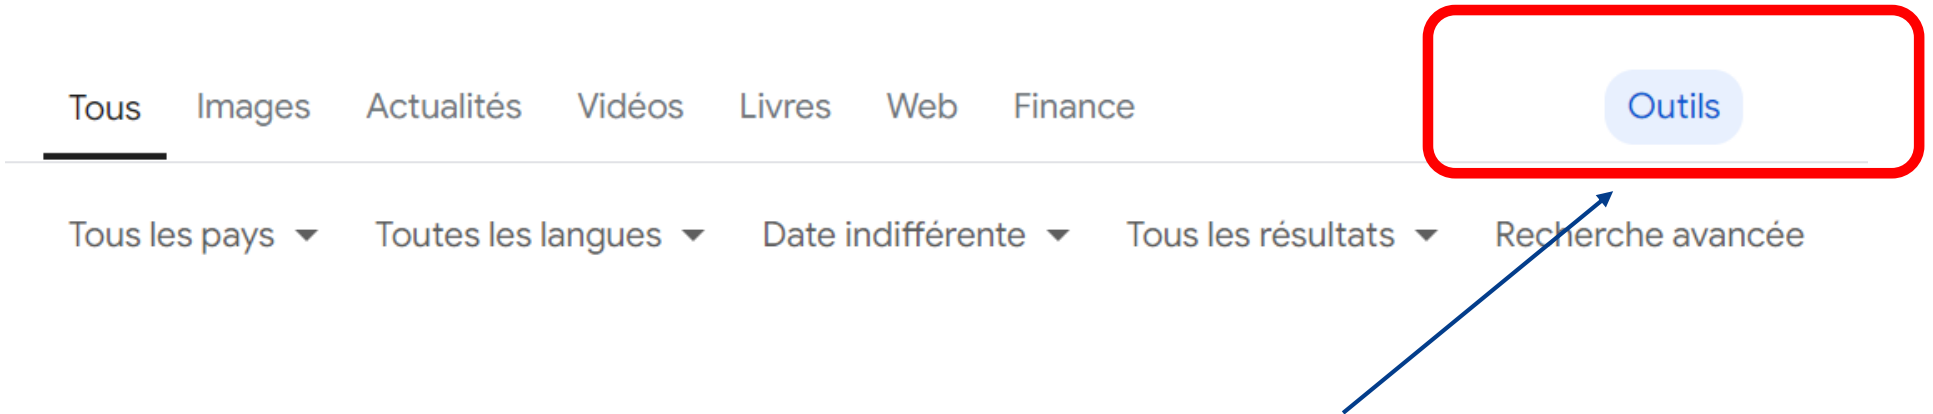 Tous Images Actualités Vidéos Livres Web Finance Outils
Tous les pays Toutes les langues Date indifférente Tous les résultats Recherche avancée